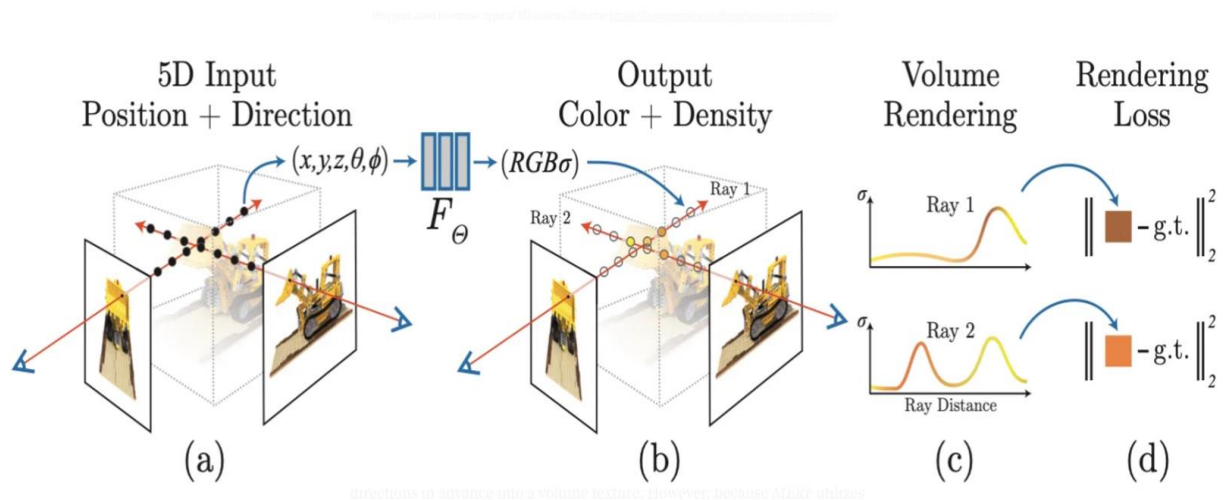 5D Input
Position + Direction
Output
Color + Density
Volume
Rendering
Rendering
Loss
(x,y,z,θ,ϕ)
F_Θ
(RGBσ)
Ray 1
Ray 2
σ
Ray 1
‖ – g.t. ‖²₂
σ
Ray 2
‖ – g.t. ‖²₂
Ray Distance
(a)
(b)
(c)
(d)
directions in advance into a volume texture. However, because MERF utilizes